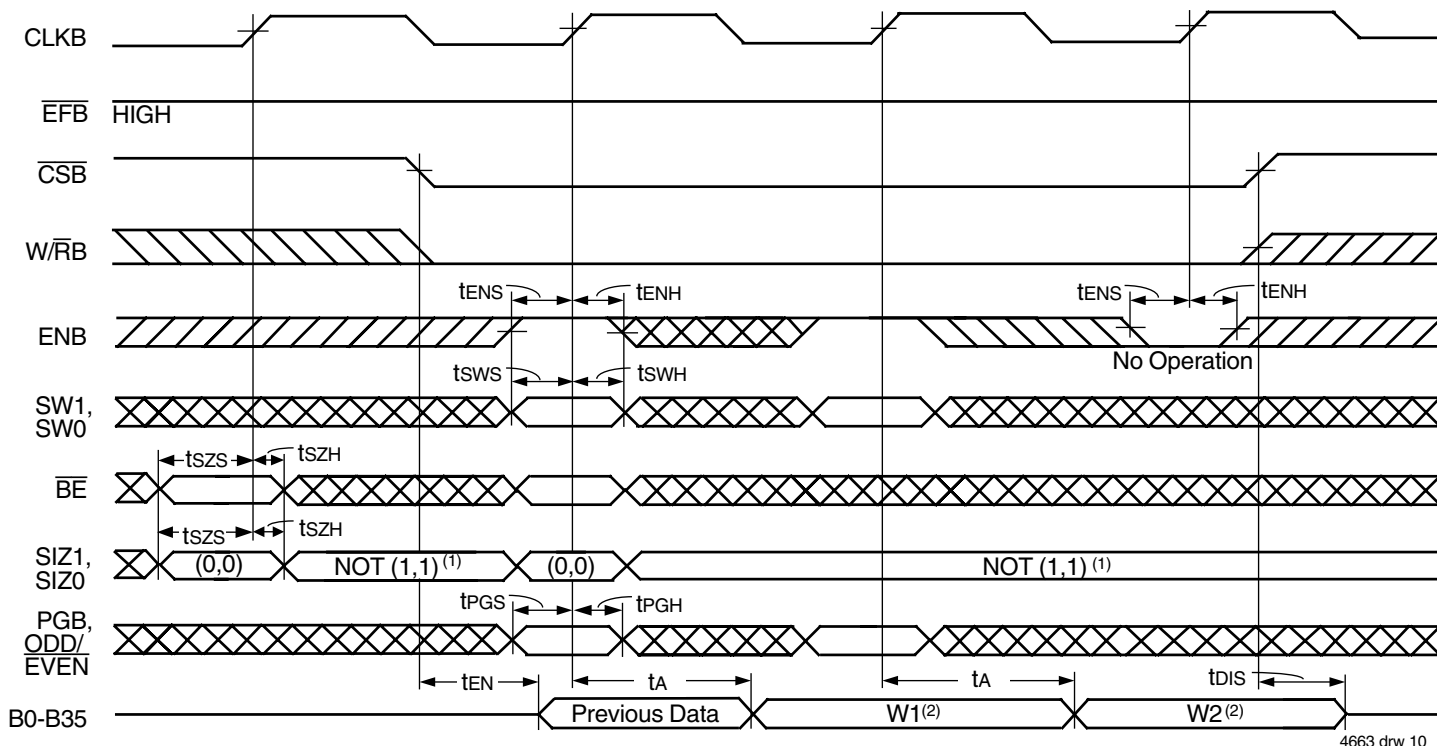 CLKB
EFB HIGH
CSB
W/RB
tENS tENH tENS tENH
ENB
No Operation
tSWS tSWH
SW1,
SW0
tSZS tSZH
BE
tSZS tSZH
SIZ1,
SIZ0
(0,0) NOT (1,1) (1) (0,0) NOT (1,1) (1)
tPGS tPGH
PGB,
ODD/
EVEN
tEN tA tA tDIS
B0-B35 Previous Data W1(2) W2(2)
4663 drw 10